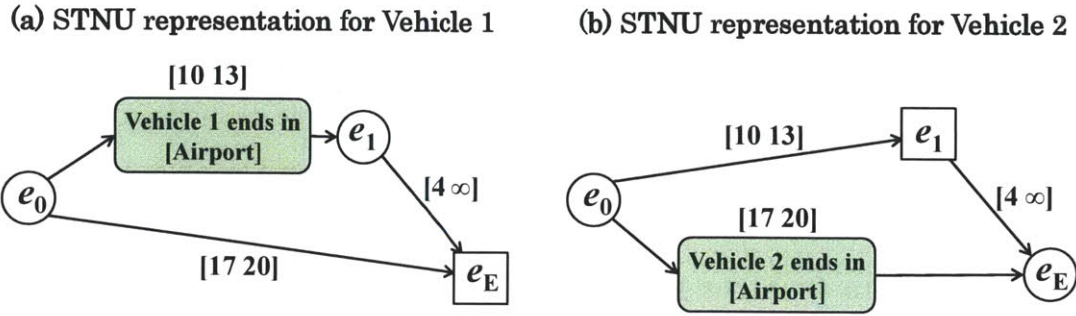 (a) STNU representation for Vehicle 1
[10 13]
Vehicle 1 ends in
[Airport]
e1
e0
[4 ∞]
[17 20]
eE
(b) STNU representation for Vehicle 2
[10 13]
e1
e0
[4 ∞]
[17 20]
Vehicle 2 ends in
[Airport]
eE